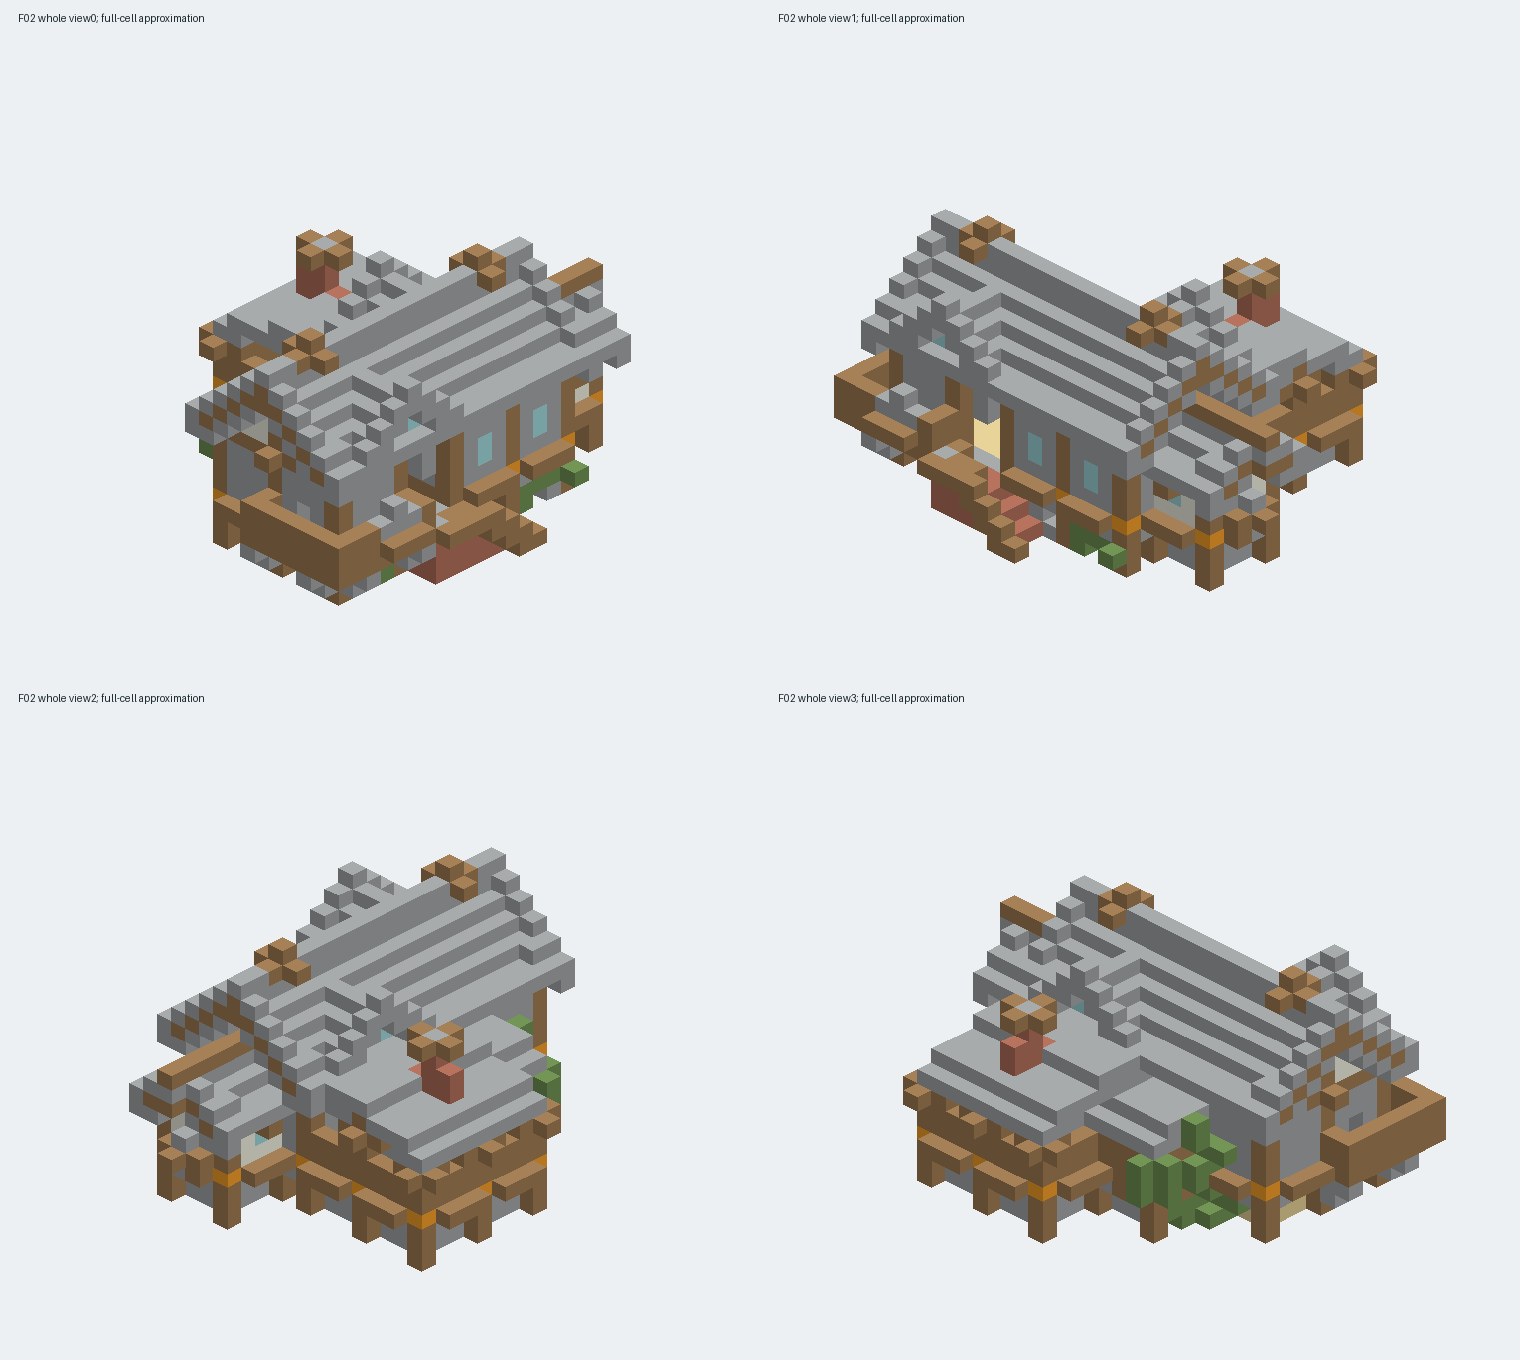 F02 whole view0; full-cell approximation
F02 whole view1; full-cell approximation
F02 whole view2; full-cell approximation
F02 whole view3; full-cell approximation